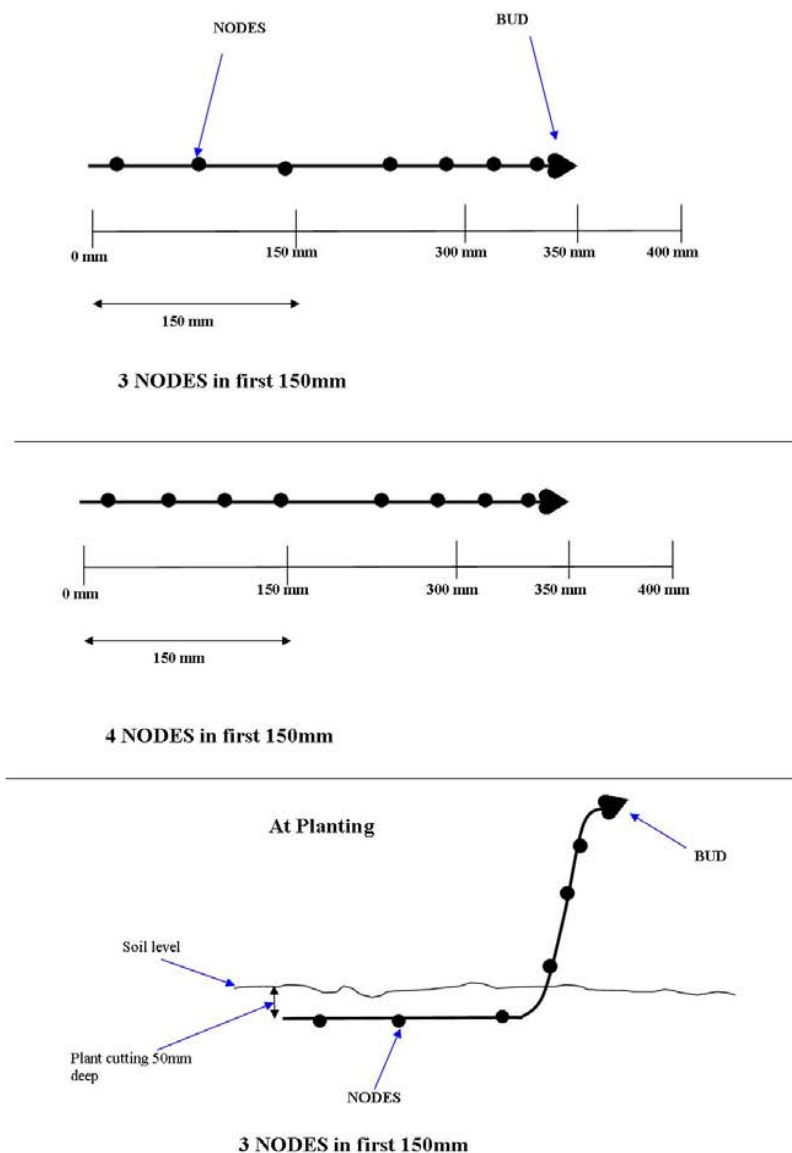 NODES
BUD
0 mm
150 mm
300 mm
350 mm
400 mm
150 mm
3 NODES in first 150mm
0 mm
150 mm
300 mm
350 mm
400 mm
150 mm
4 NODES in first 150mm
At Planting
BUD
Soil level
Plant cutting 50mm
deep
NODES
3 NODES in first 150mm